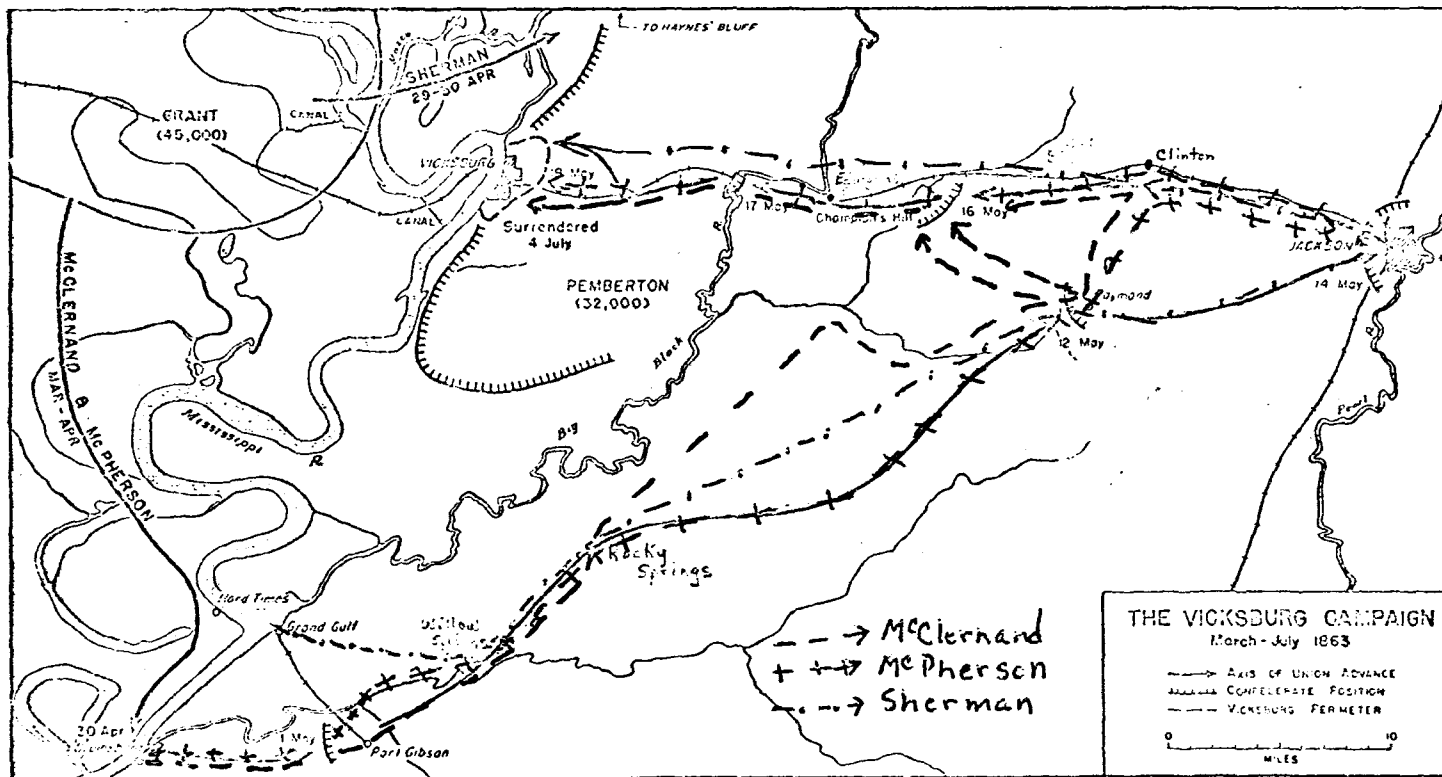 TO HAYNES' BLUFF
SHERMAN
29-30 APR
GRANT
(45,000)
CANAL
VICKSBURG
May
CANAL
Surrendered
4 July
PEMBERTON
(32,000)
17 May
Champion's Hill
16 May
Clinton
JACKSON
14 May
12 May
McCLERNAND & McPHERSON
MAR-APR
Mississippi
R
Big
Black
R
Pearl
R
Rocky
Springs
Hard Times
Grand Gulf
Port Gibson
30 Apr
1 May
McClernand
McPherson
Sherman
THE VICKSBURG CAMPAIGN
March - July 1863
AXIS OF UNION ADVANCE
CONFEDERATE POSITION
VICKSBURG PERIMETER
0 10
MILES